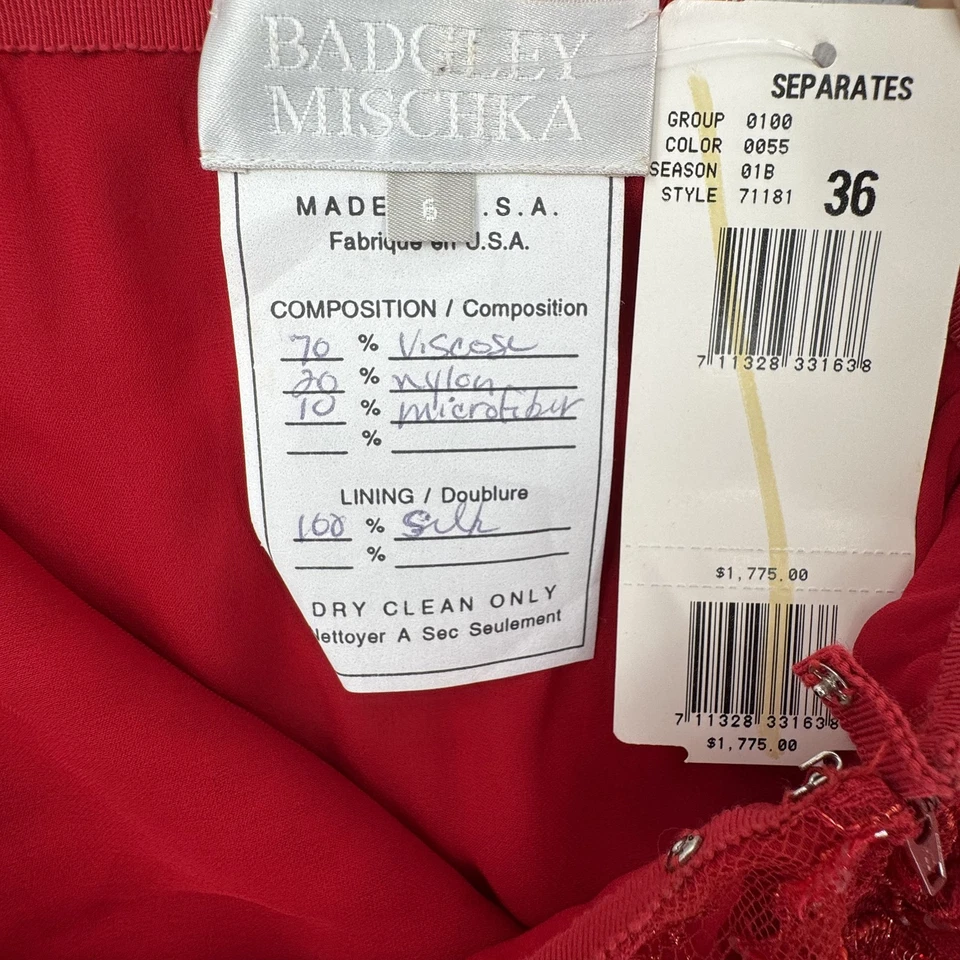 BADGLEY
MISCHKA
6
MADE .S.A.
Fabrique en U.S.A.
COMPOSITION / Composition
70 % Viscose
20 % nylon
10 % microfiber
%
LINING / Doublure
100 % Silk
%
DRY CLEAN ONLY
Nettoyer A Sec Seulement
SEPARATES
GROUP 0100
COLOR 0055
SEASON 01B
STYLE 71181
36
7 11328 33163 8
$1,775.00
7 11328 33163 8
$1,775.00